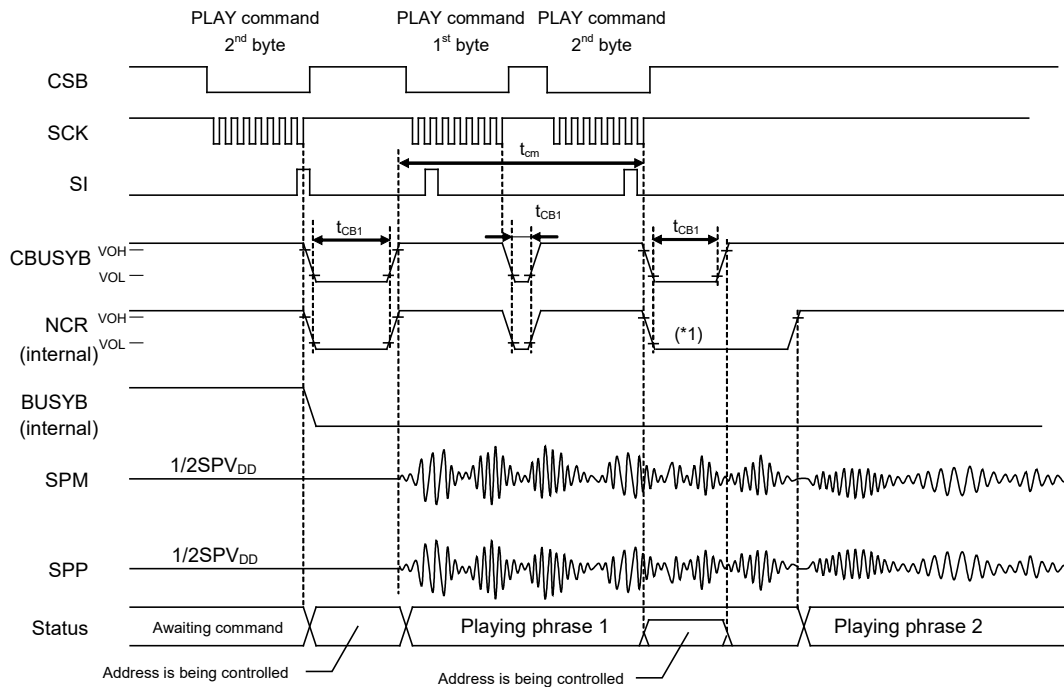 PLAY command
2nd byte
PLAY command
1st byte
PLAY command
2nd byte
CSB
SCK
tcm
SI
tCB1
tCB1
tCB1
CBUSYB
VOH
VOL
NCR
(internal)
VOH
VOL
(*1)
BUSYB
(internal)
SPM
1/2SPVDD
SPP
1/2SPVDD
Status
Awaiting command
Playing phrase 1
Playing phrase 2
Address is being controlled
Address is being controlled